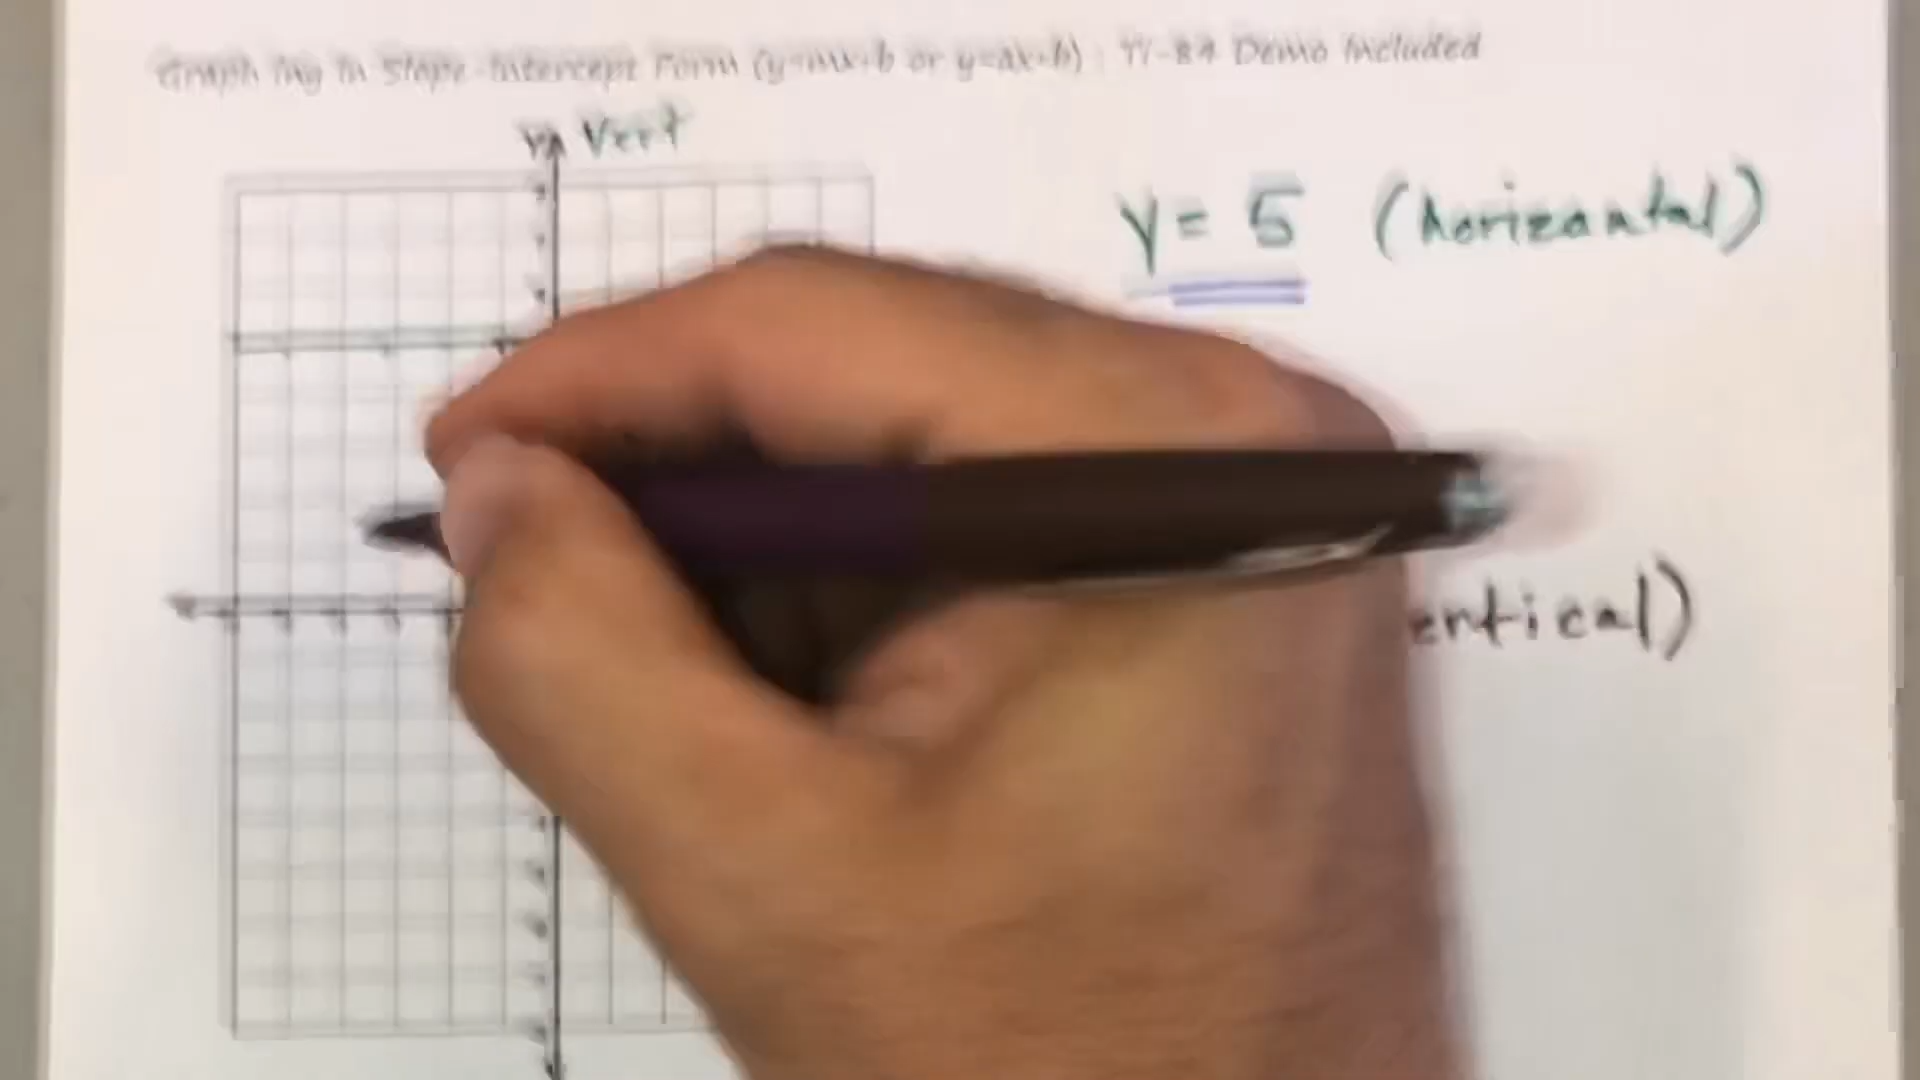 Graphing in Slope-Intercept Form (y=mx+b or y=ax+b) : TI-84 Demo Included
y Vert
y = 5 (horizontal)
ertical)